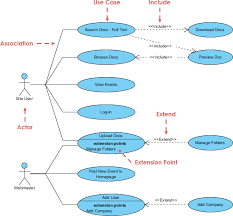 Use Case
Include
Search Docs - Full Text
<<Include>>
Download Docs
Association
Browse Docs
<<Include>>
Preview Doc
Site User
View Events
Actor
Log-in
Extend
Upload Docs
extension points
Manage Folders
<<Extend>>
Manage Folders
Extension Point
Post New Event to
Homepage
Webmaster
Add User
extension points
Add Company
<<Extend>>
Add Company